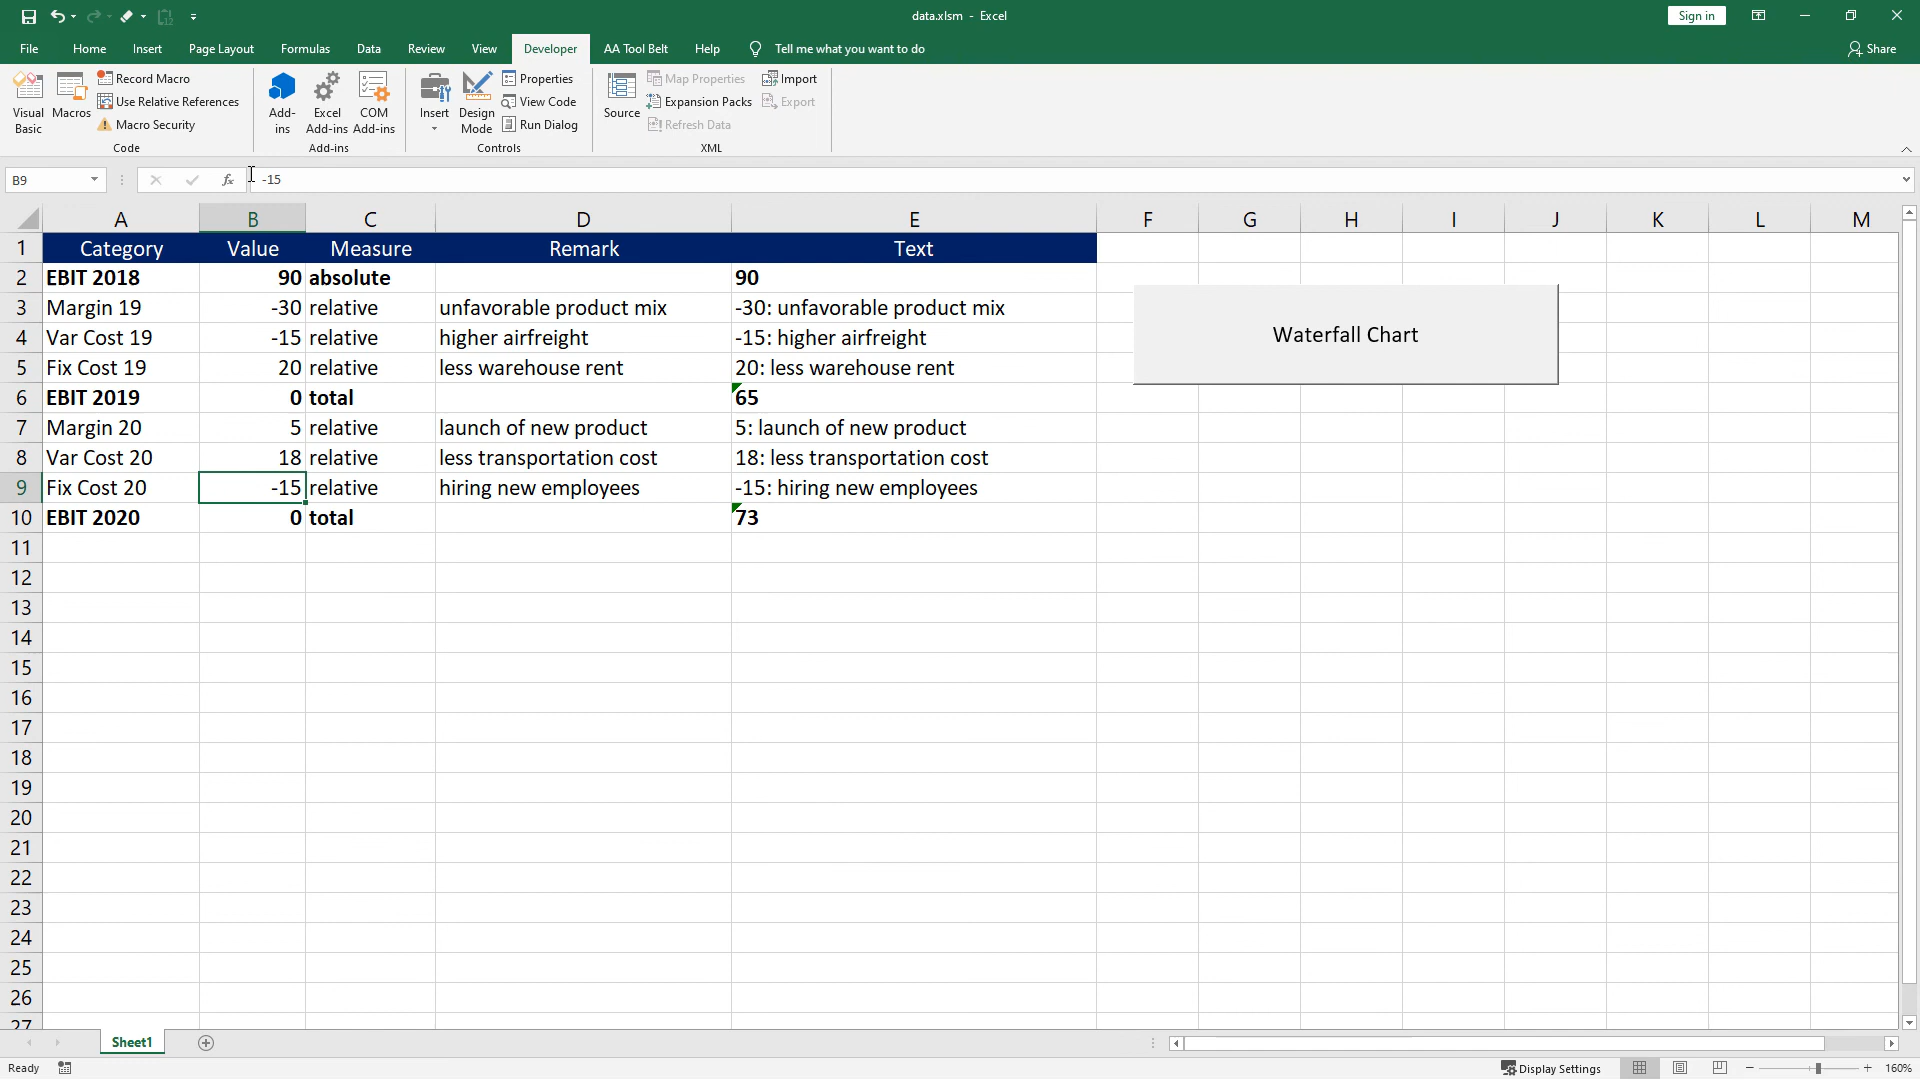 data.xlsm - Excel
Sign in
File Home Insert Page Layout Formulas Data Review View Developer AA Tool Belt Help Tell me what you want to do Share
Visual Basic
Macros
Record Macro
Use Relative References
Macro Security
Code
Add-ins
Excel Add-ins
COM Add-ins
Add-ins
Insert
Design Mode
Properties
View Code
Run Dialog
Controls
Source
Map Properties
Expansion Packs
Refresh Data
Import
Export
XML
B9 fx -15
A B C D E F G H I J K L M
1 Category Value Measure Remark Text
2 EBIT 2018 90 absolute 90
3 Margin 19 -30 relative unfavorable product mix -30: unfavorable product mix
Waterfall Chart
4 Var Cost 19 -15 relative higher airfreight -15: higher airfreight
5 Fix Cost 19 20 relative less warehouse rent 20: less warehouse rent
6 EBIT 2019 0 total 65
7 Margin 20 5 relative launch of new product 5: launch of new product
8 Var Cost 20 18 relative less transportation cost 18: less transportation cost
9 Fix Cost 20 -15 relative hiring new employees -15: hiring new employees
10 EBIT 2020 0 total 73
11
12
13
14
15
16
17
18
19
20
21
22
23
24
25
26
27
Sheet1
Ready Display Settings 160%